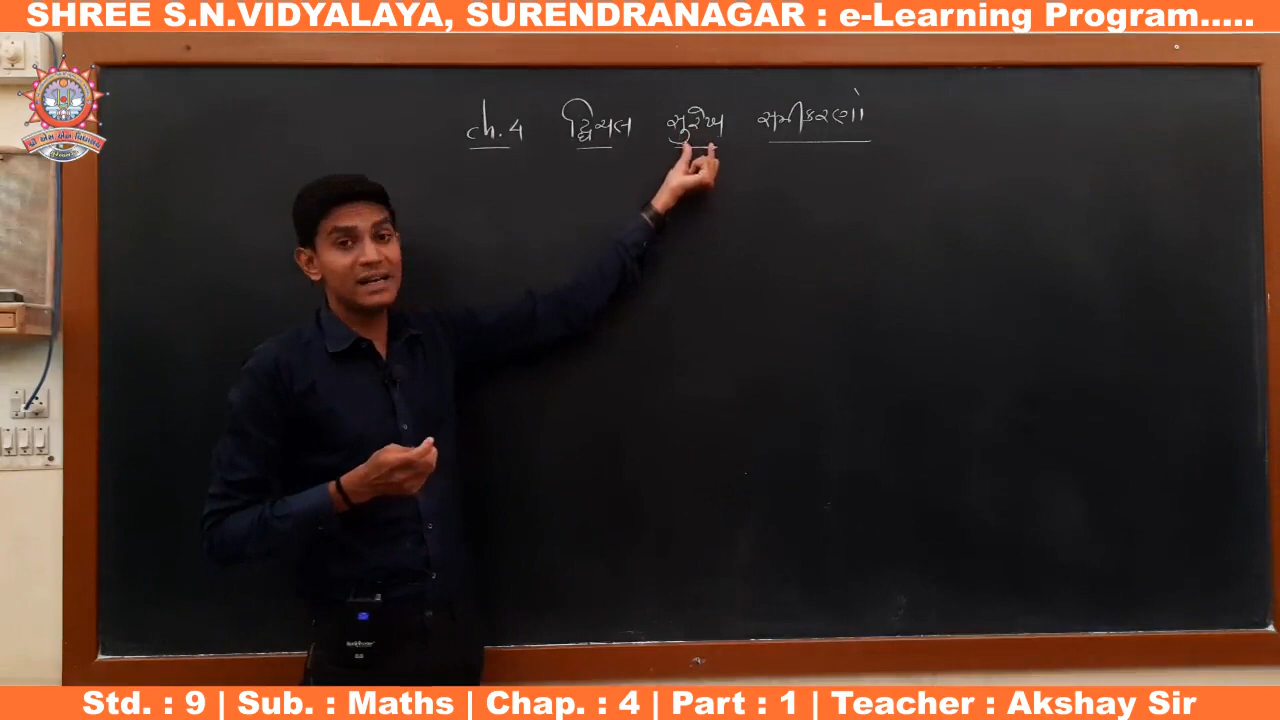 SHREE S.N.VIDYALAYA, SURENDRANAGAR : e-Learning Program.....
ch.4 દ્વિચલ સુરેખ સમીકરણો
Std. : 9 | Sub. : Maths | Chap. : 4 | Part : 1 | Teacher : Akshay Sir